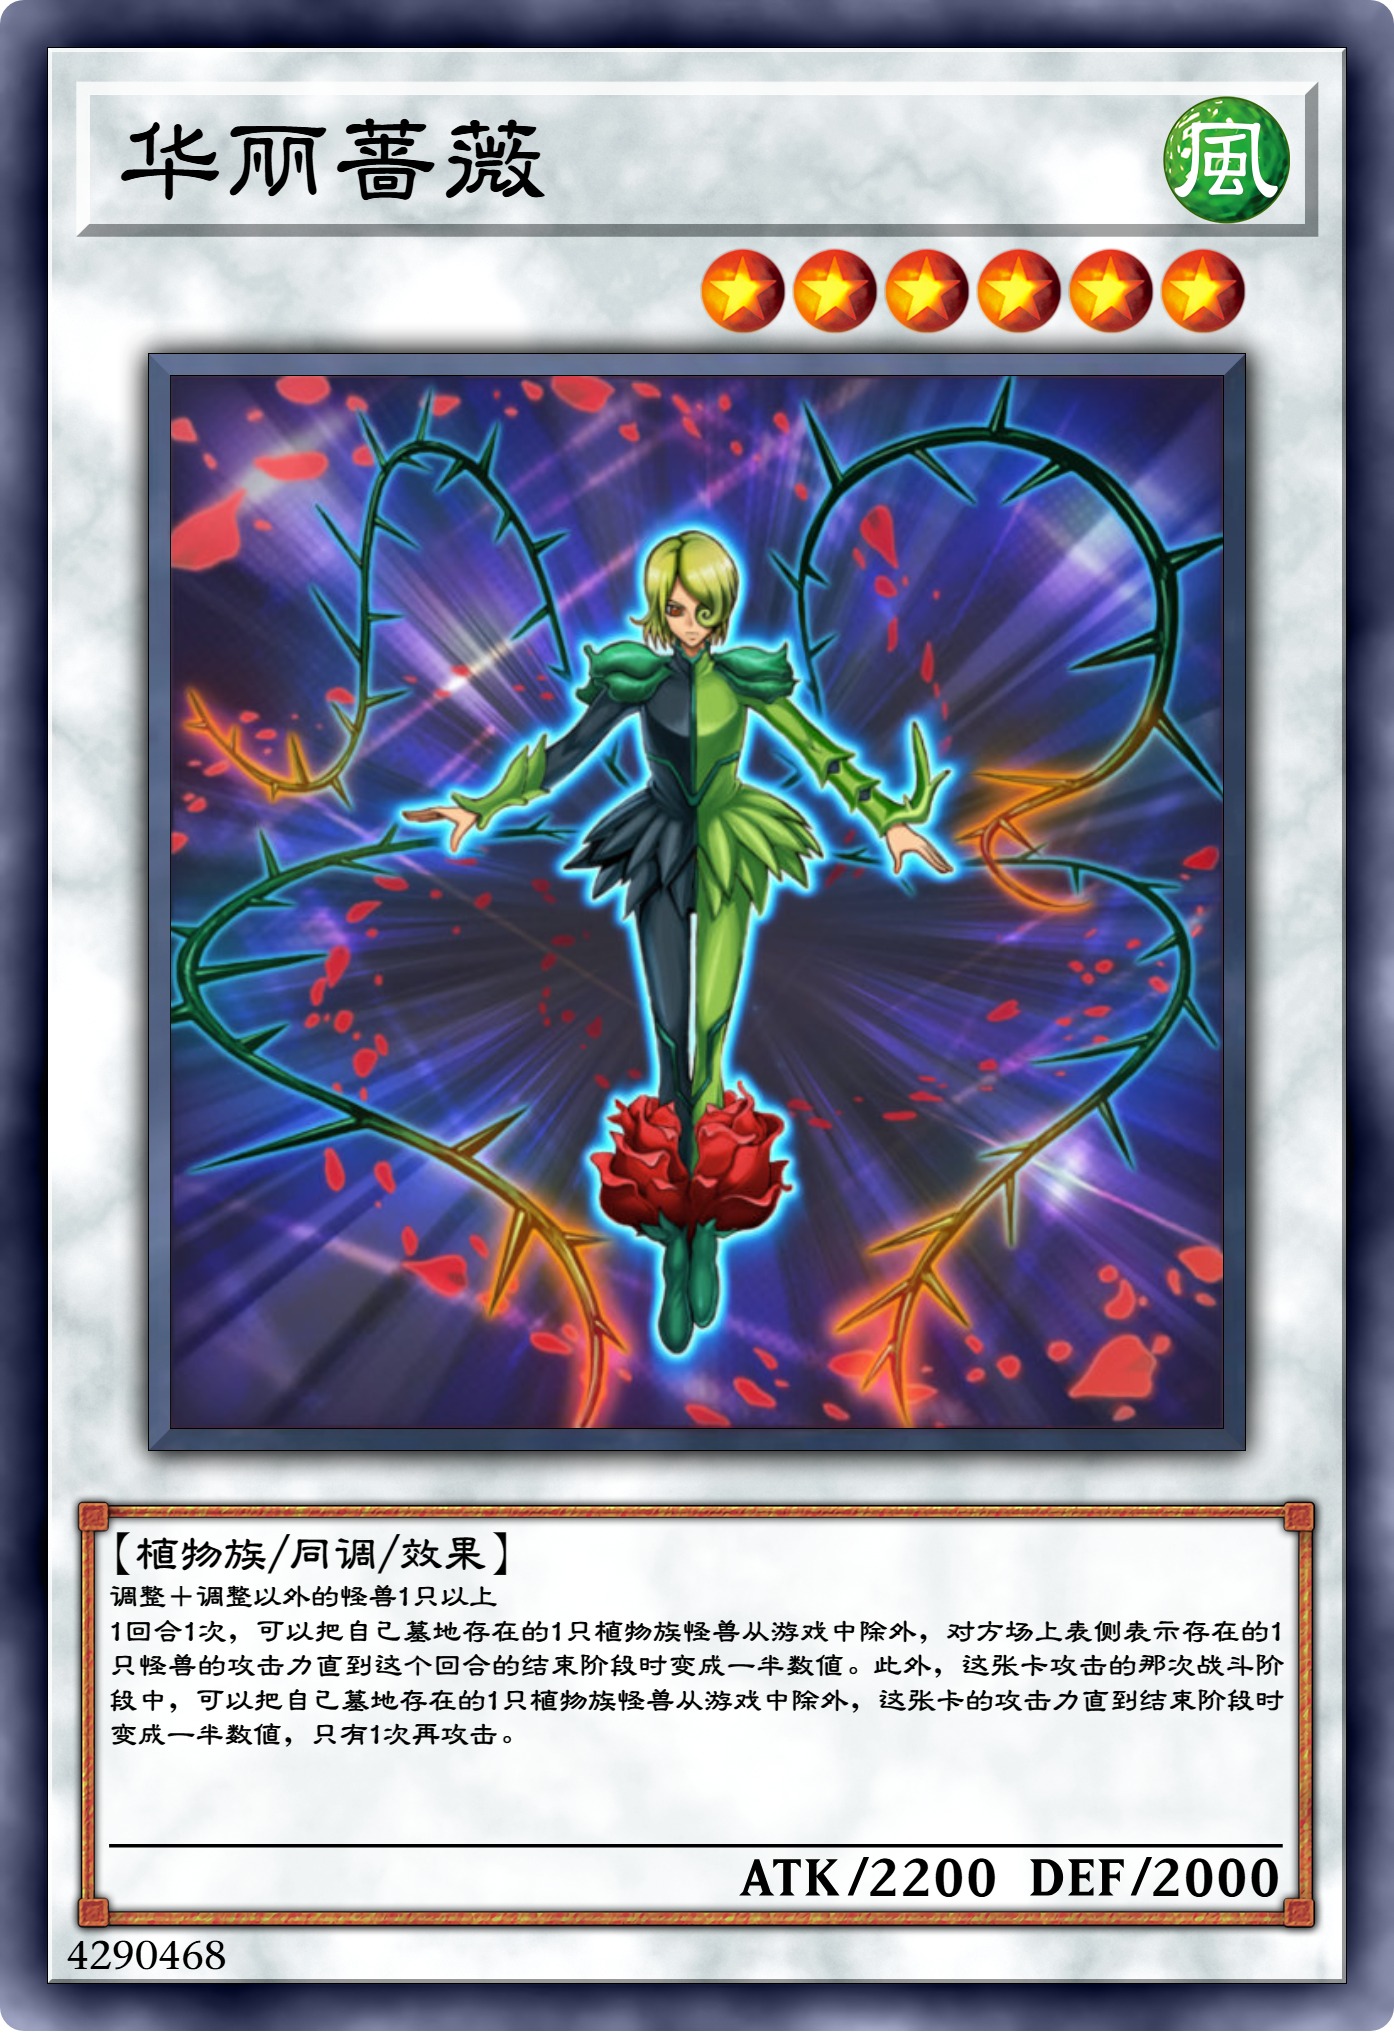 华丽蔷薇
風
【植物族/同调/效果】
调整＋调整以外的怪兽1只以上
1回合1次，可以把自己墓地存在的1只植物族怪兽从游戏中除外，对方场上表侧表示存在的1
只怪兽的攻击力直到这个回合的结束阶段时变成一半数值。此外，这张卡攻击的那次战斗阶
段中，可以把自己墓地存在的1只植物族怪兽从游戏中除外，这张卡的攻击力直到结束阶段时
变成一半数值，只有1次再攻击。
ATK/2200 DEF/2000
4290468